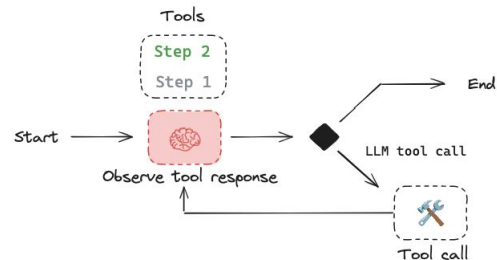 Tools
Step 2
Step 1
Start
End
LLM tool call
Observe tool response
Tool call